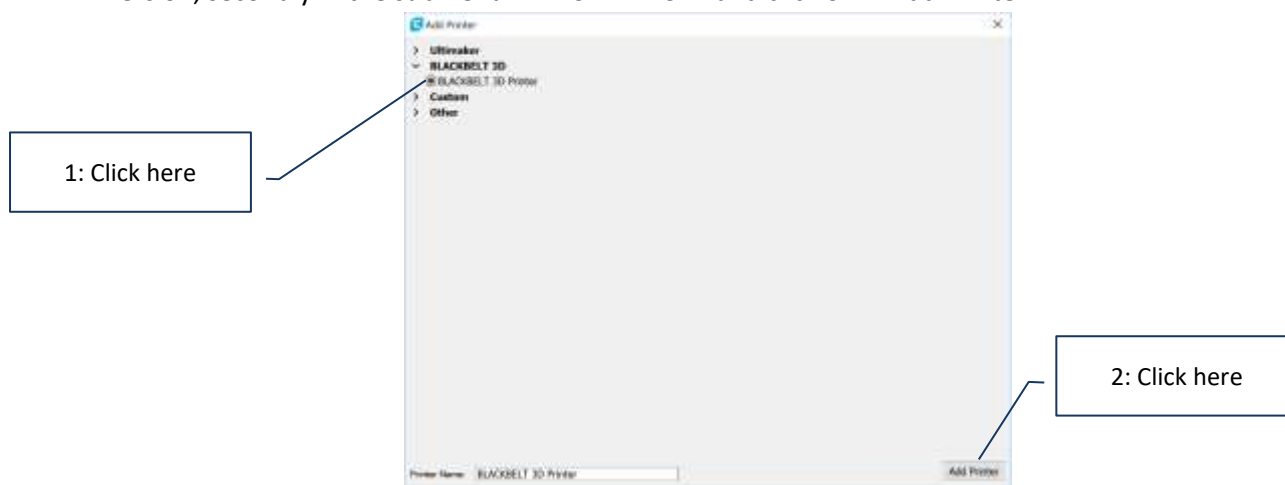 Add Printer
Ultimaker
BLACKBELT 3D
BLACKBELT 3D Printer
Custom
Other
1: Click here
2: Click here
Printer Name: BLACKBELT 3D Printer
Add Printer